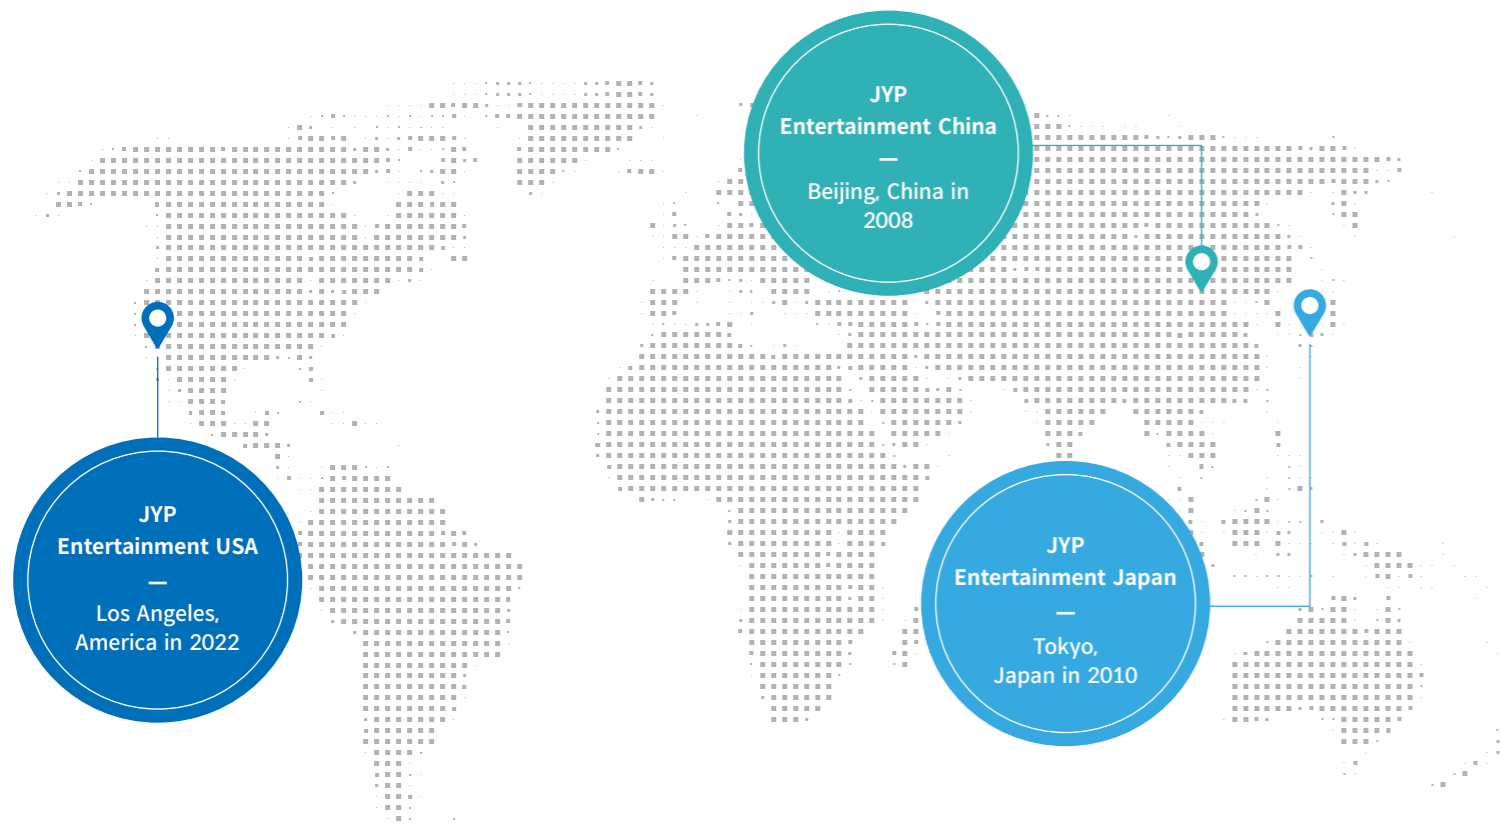 JYP
Entertainment China
—
Beijing, China in
2008
JYP
Entertainment USA
—
Los Angeles,
America in 2022
JYP
Entertainment Japan
—
Tokyo,
Japan in 2010